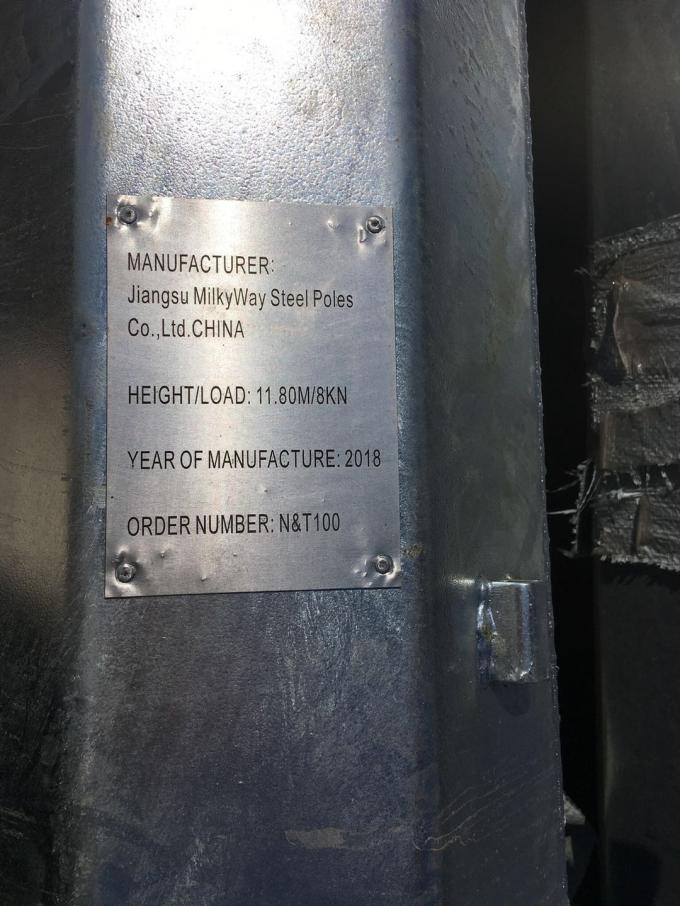 MANUFACTURER:
Jiangsu MilkyWay Steel Poles
Co.,Ltd.CHINA
HEIGHT/LOAD: 11.80M/8KN
YEAR OF MANUFACTURE: 2018
ORDER NUMBER: N&T100